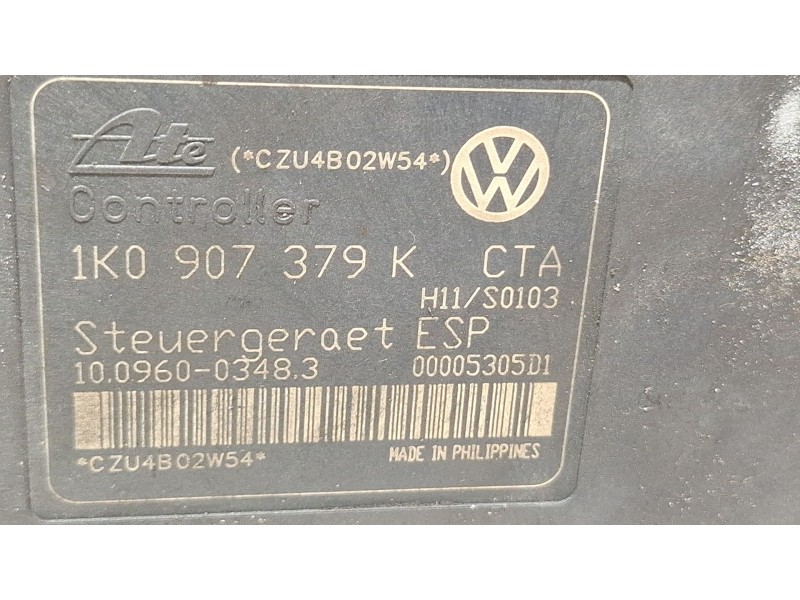 Ate (*CZU4B02W54*)
Controller
1K0 907 379 K CTA
H11/S0103
Steuergeraet ESP
10.0960-0348.3 00005305D1
*CZU4B02W54* MADE IN PHILIPPINES